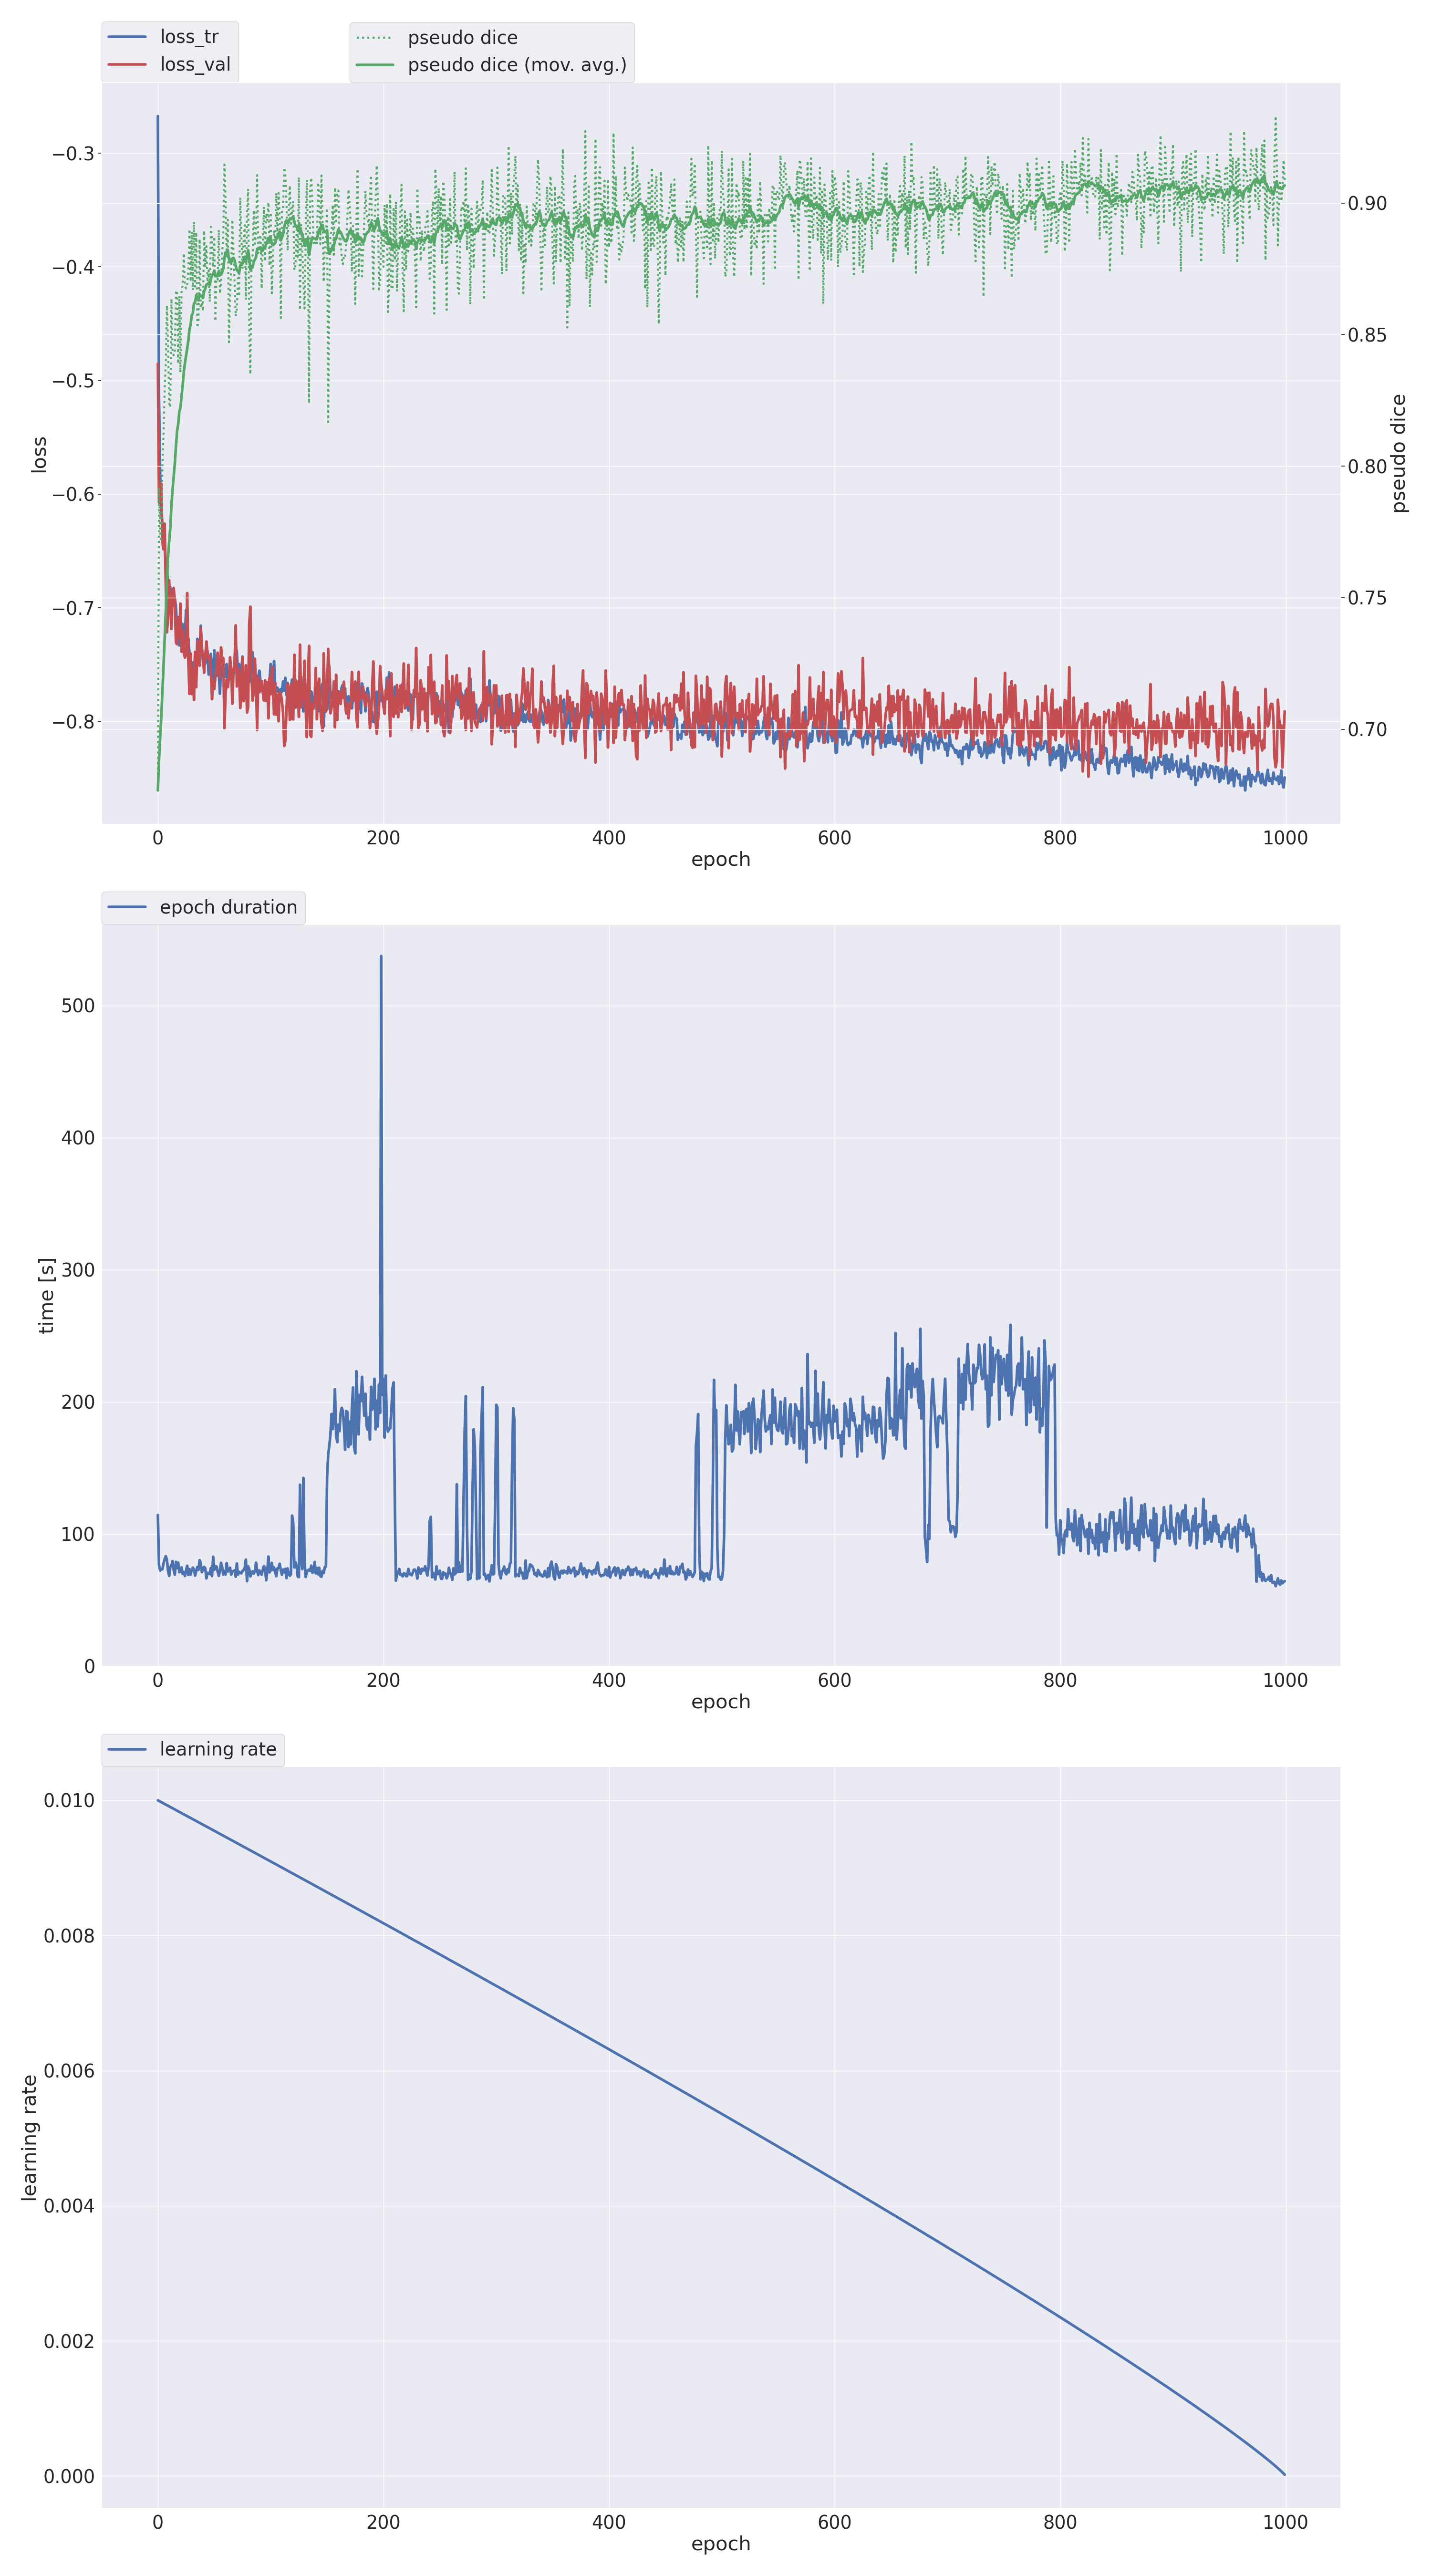 loss_tr
loss_val
pseudo dice
pseudo dice (mov. avg.)
−0.3
−0.4
−0.5
−0.6
−0.7
−0.8
loss
0.90
0.85
0.80
0.75
0.70
pseudo dice
0 200 400 600 800 1000
epoch
epoch duration
500
400
300
200
100
0
time [s]
0 200 400 600 800 1000
epoch
learning rate
0.010
0.008
0.006
0.004
0.002
0.000
learning rate
0 200 400 600 800 1000
epoch